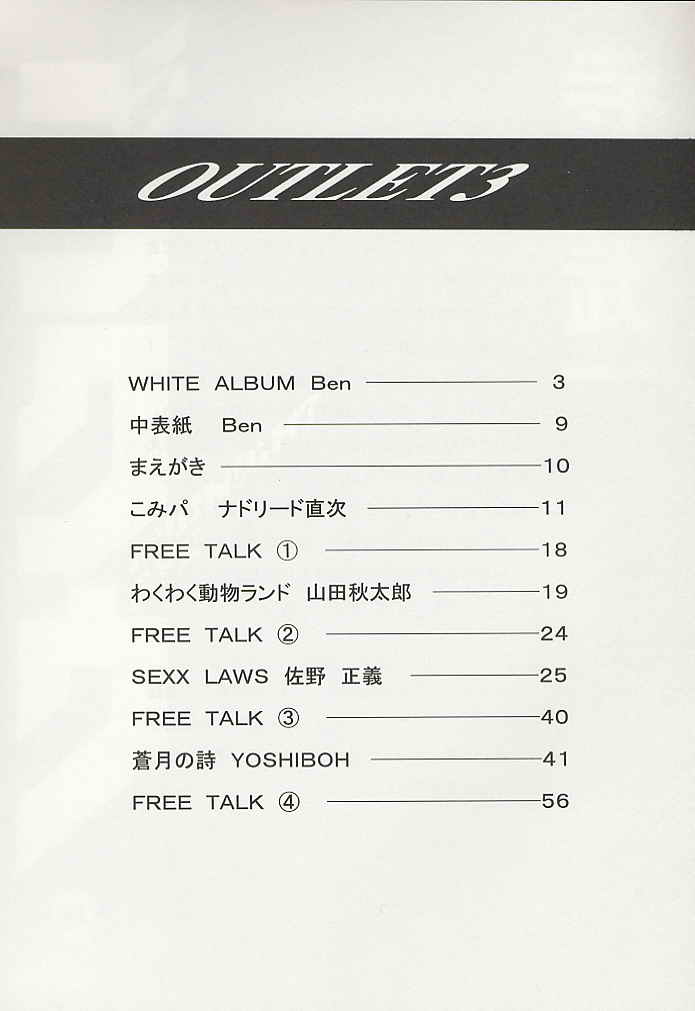 OUTLET3
WHITE ALBUM Ben 3
中表紙 Ben 9
まえがき 10
こみパ ナドリード直次 11
FREE TALK ① 18
わくわく動物ランド 山田秋太郎 19
FREE TALK ② 24
SEXX LAWS 佐野 正義 25
FREE TALK ③ 40
蒼月の詩 YOSHIBOH 41
FREE TALK ④ 56